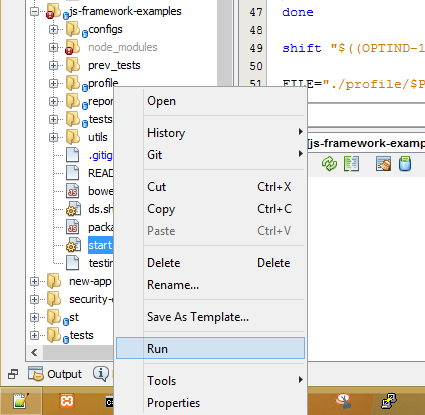 js-framework-examples
configs
node_modules
prev_tests
profile
repor
tests
utils
.gitig
READ
bowe
ds.sh
packa
start
testin
new-app
security-
st
tests
47
48 done
49
50 shift "$((OPTIND-1
51 FILE="./profile/$P
[js-framework-examp
Open
History
Git
Cut Ctrl+X
Copy Ctrl+C
Paste Ctrl+V
Delete Delete
Rename...
Save As Template...
Run
Tools
Properties
Output